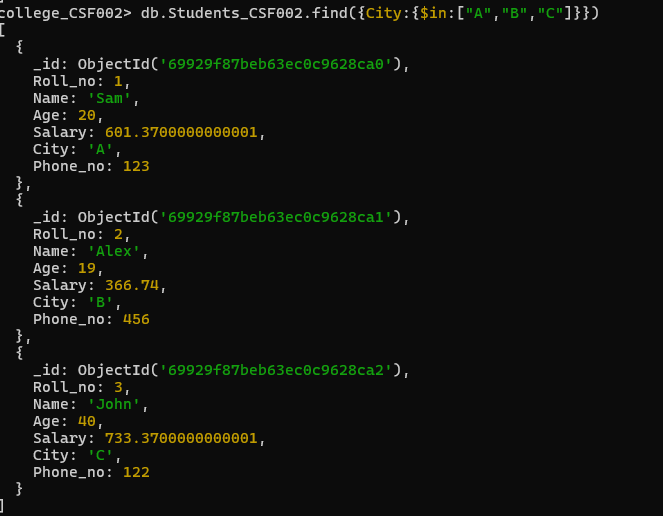 college_CSF002> db.Students_CSF002.find({City:{$in:["A","B","C"]}})
[
  {
    _id: ObjectId('69929f87beb63ec0c9628ca0'),
    Roll_no: 1,
    Name: 'Sam',
    Age: 20,
    Salary: 601.3700000000001,
    City: 'A',
    Phone_no: 123
  },
  {
    _id: ObjectId('69929f87beb63ec0c9628ca1'),
    Roll_no: 2,
    Name: 'Alex',
    Age: 19,
    Salary: 366.74,
    City: 'B',
    Phone_no: 456
  },
  {
    _id: ObjectId('69929f87beb63ec0c9628ca2'),
    Roll_no: 3,
    Name: 'John',
    Age: 40,
    Salary: 733.3700000000001,
    City: 'C',
    Phone_no: 122
  }
]